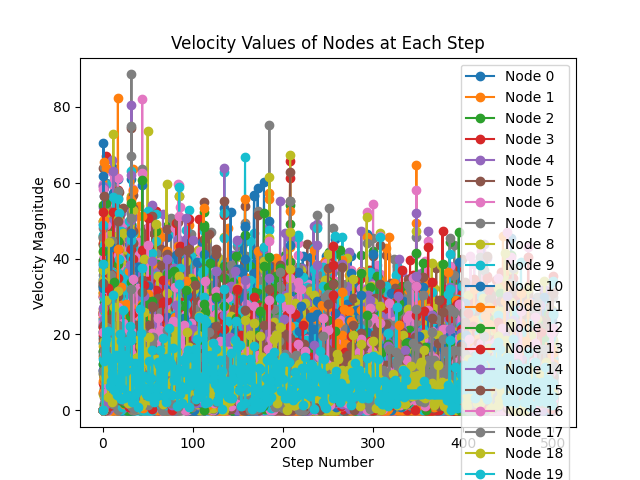 Velocity Values of Nodes at Each Step
Velocity Magnitude
80
60
40
20
0
0
100
200
300
400
500
Step Number
Node 0
Node 1
Node 2
Node 3
Node 4
Node 5
Node 6
Node 7
Node 8
Node 9
Node 10
Node 11
Node 12
Node 13
Node 14
Node 15
Node 16
Node 17
Node 18
Node 19